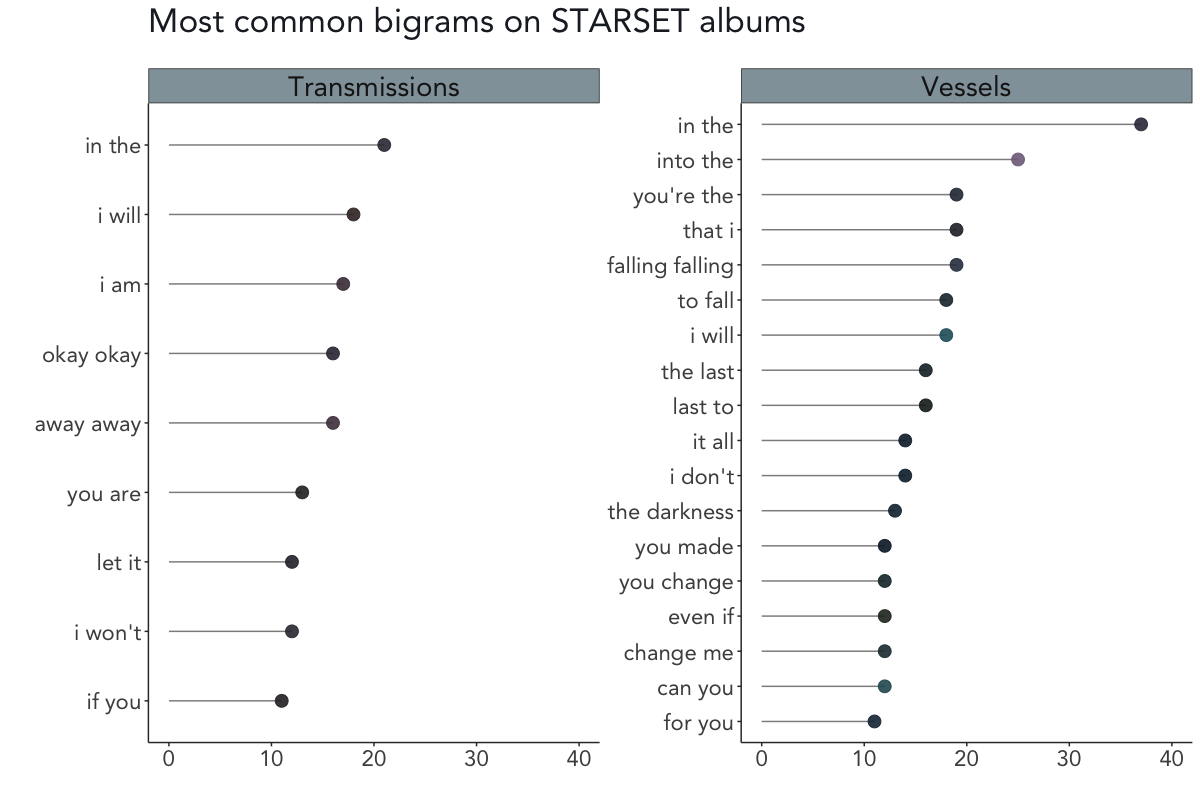 Most common bigrams on STARSET albums
Transmissions
in the
i will
i am
okay okay
away away
you are
let it
i won't
if you
0 10 20 30 40
Vessels
in the
into the
you're the
that i
falling falling
to fall
i will
the last
last to
it all
i don't
the darkness
you made
you change
even if
change me
can you
for you
0 10 20 30 40